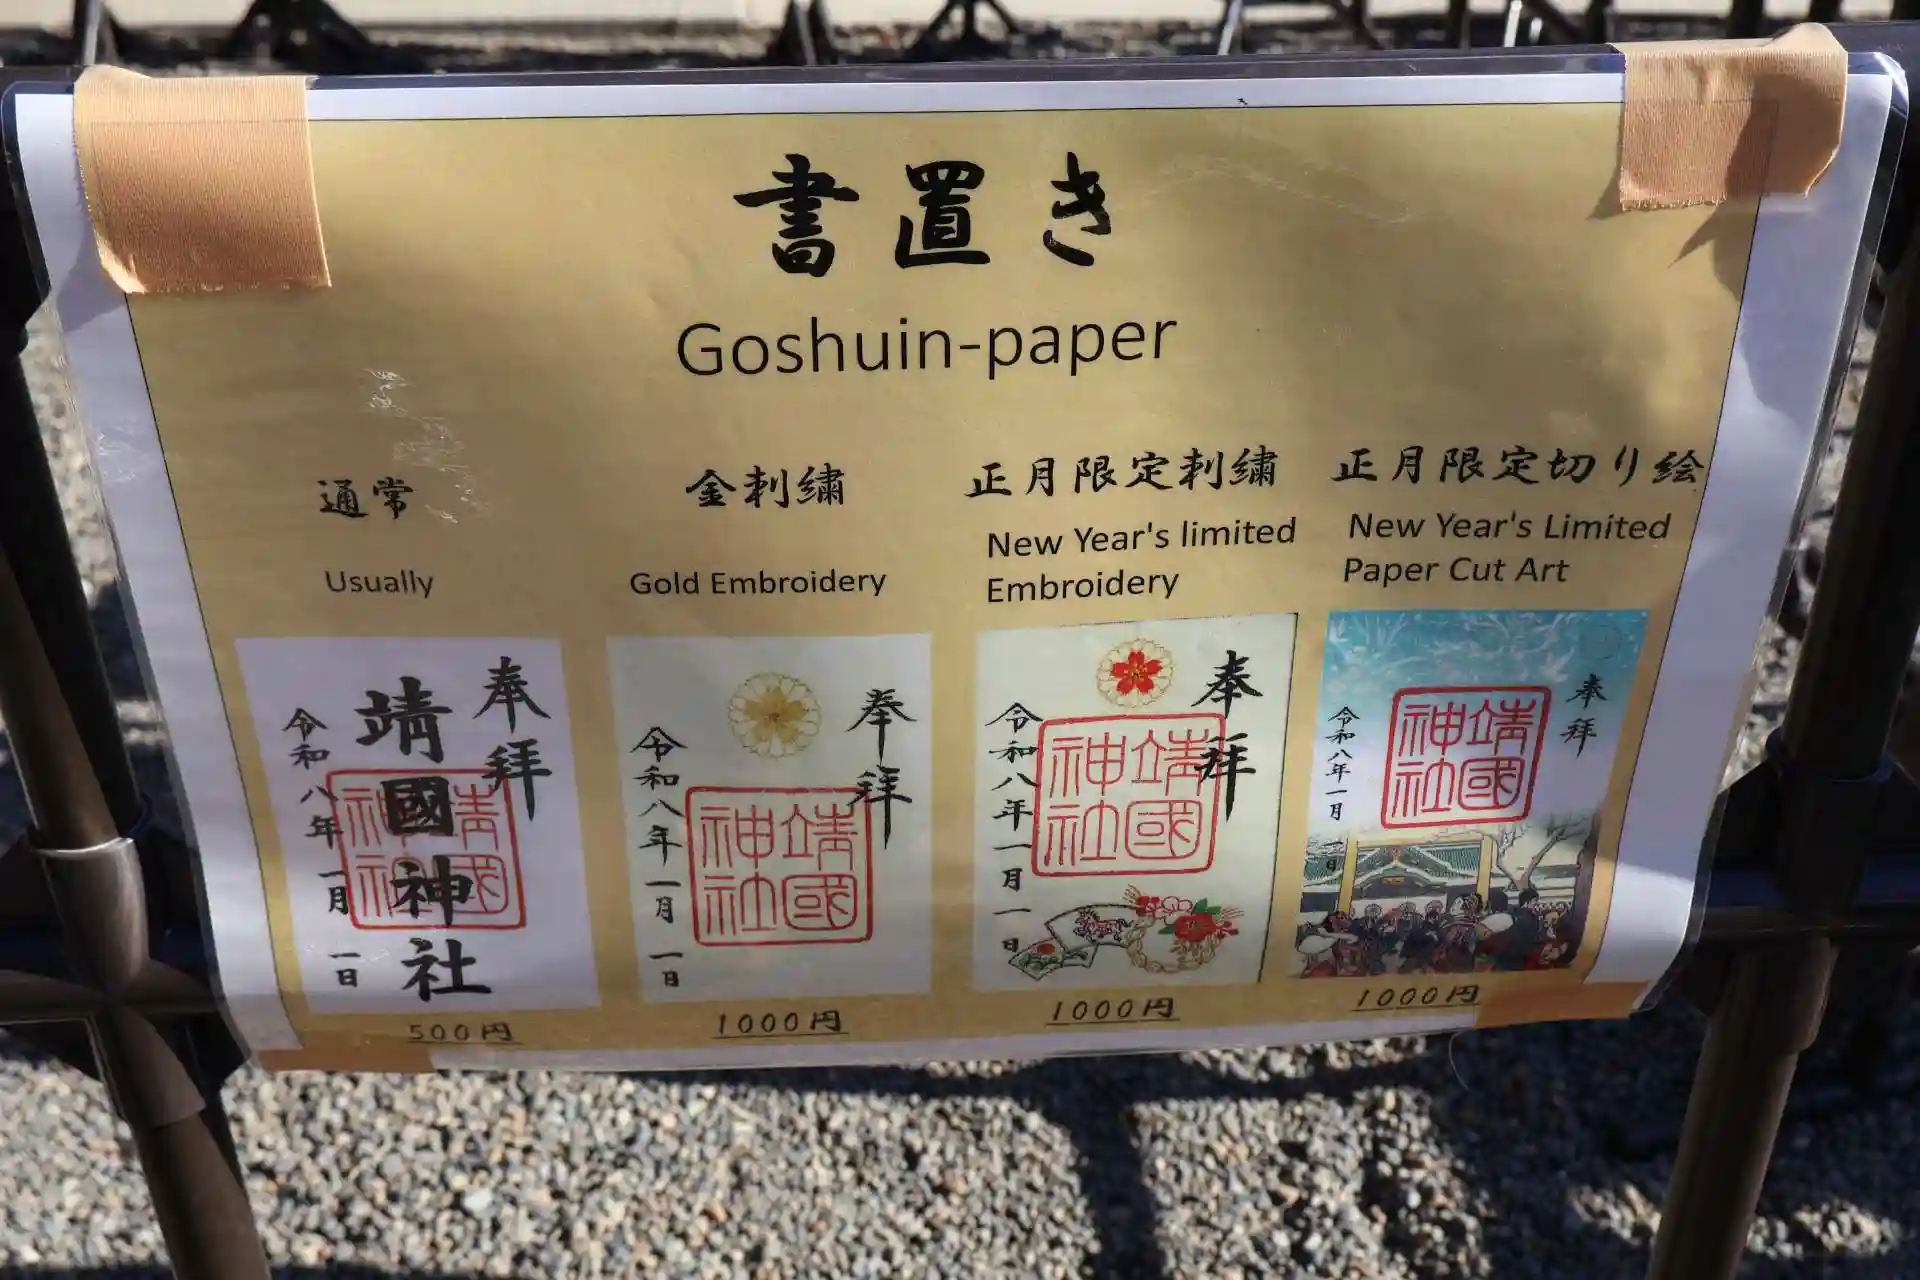 書置き
Goshuin-paper
通常
Usually
金刺繍
Gold Embroidery
正月限定刺繍
New Year's limited
Embroidery
正月限定切り絵
New Year's Limited
Paper Cut Art
奉拝
靖國神社
靖國神社
令和八年一月一日
500円
奉拝
靖國神社
令和八年一月一日
1000円
奉拝
靖國神社
令和八年一月一日
1000円
奉拝
靖國神社
令和八年一月一日
1000円